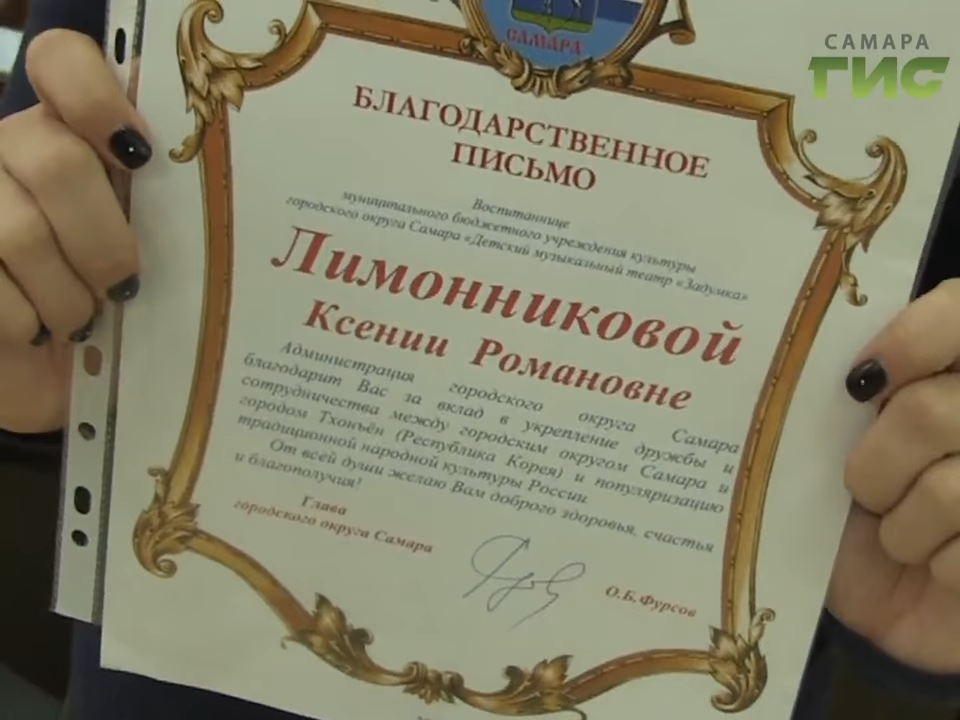 САМАРА
САМАРА
ГИС
БЛАГОДАРСТВЕННОЕ
ПИСЬМО
Воспитаннице
муниципального бюджетного учреждения культуры
городского округа Самара «Детский музыкальный театр «Задумка»
Лимонниковой
Ксении Романовне
Администрация городского округа Самара
благодарит Вас за вклад в укрепление дружбы и
сотрудничества между городским округом Самара и
городом Тхонъён (Республика Корея) и популяризацию
традиционной народной культуры России.
От всей души желаю Вам доброго здоровья, счастья
и благополучия!
Глава
городского округа Самара
О.Б.Фурсов